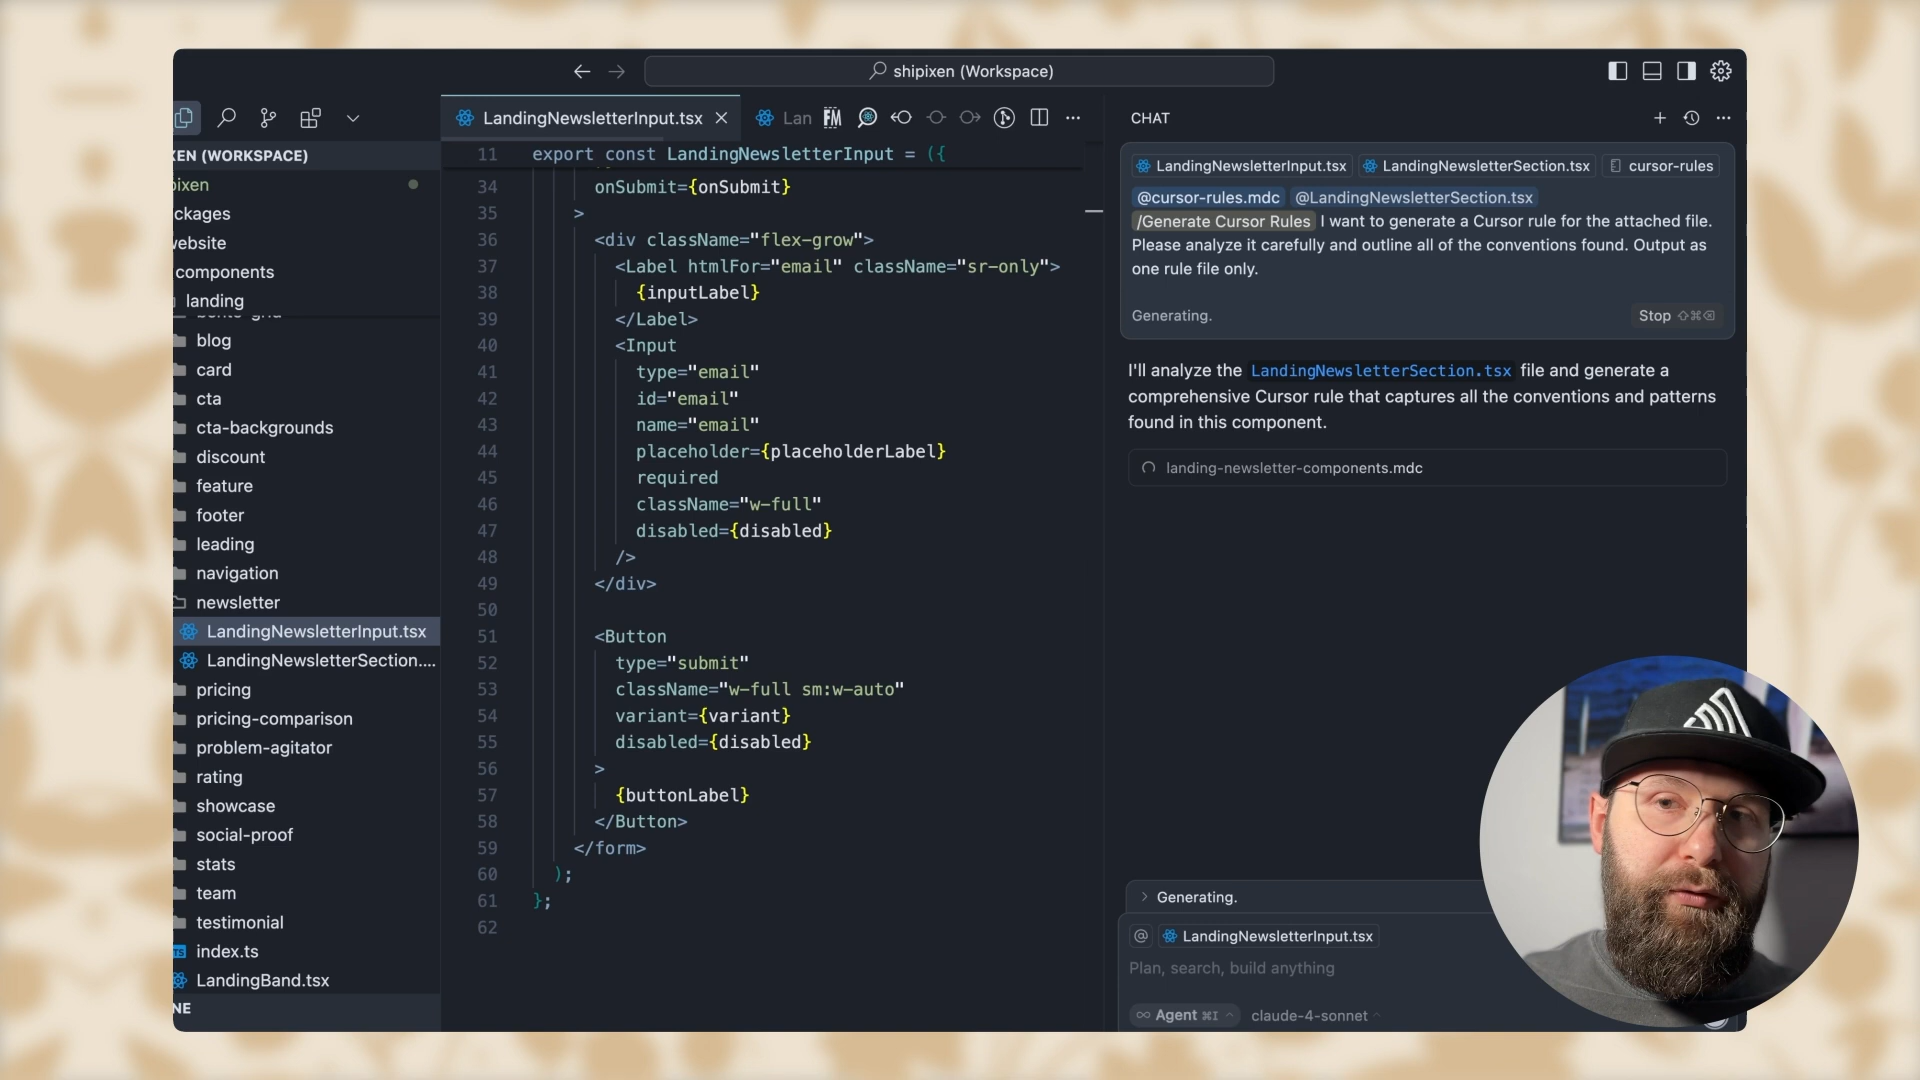 shipixen (Workspace)
XEN (WORKSPACE)
pixen
ckages
website
components
landing
blog
card
cta
cta-backgrounds
discount
feature
footer
leading
navigation
newsletter
LandingNewsletterInput.tsx
LandingNewsletterSection....
pricing
pricing-comparison
problem-agitator
rating
showcase
social-proof
stats
team
testimonial
TS index.ts
LandingBand.tsx
NE
LandingNewsletterInput.tsx
Lan
FM
11 export const LandingNewsletterInput = ({
34 onSubmit={onSubmit}
35 >
36 <div className="flex-grow">
37 <Label htmlFor="email" className="sr-only">
38 {inputLabel}
39 </Label>
40 <Input
41 type="email"
42 id="email"
43 name="email"
44 placeholder={placeholderLabel}
45 required
46 className="w-full"
47 disabled={disabled}
48 />
49 </div>
50
51 <Button
52 type="submit"
53 className="w-full sm:w-auto"
54 variant={variant}
55 disabled={disabled}
56 >
57 {buttonLabel}
58 </Button>
59 </form>
60 );
61 };
62
CHAT
LandingNewsletterInput.tsx LandingNewsletterSection.tsx cursor-rules
@cursor-rules.mdc @LandingNewsletterSection.tsx
/Generate Cursor Rules I want to generate a Cursor rule for the attached file.
Please analyze it carefully and outline all of the conventions found. Output as
one rule file only.
Generating.
Stop ⇧⌘⌫
I'll analyze the LandingNewsletterSection.tsx file and generate a
comprehensive Cursor rule that captures all the conventions and patterns
found in this component.
landing-newsletter-components.mdc
Generating.
@ LandingNewsletterInput.tsx
Plan, search, build anything
∞ Agent ⌘I claude-4-sonnet